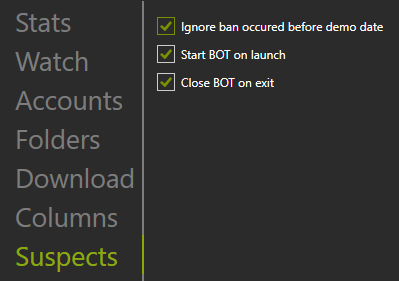 Stats
Watch
Accounts
Folders
Download
Columns
Suspects
Ignore ban occured before demo date
Start BOT on launch
Close BOT on exit